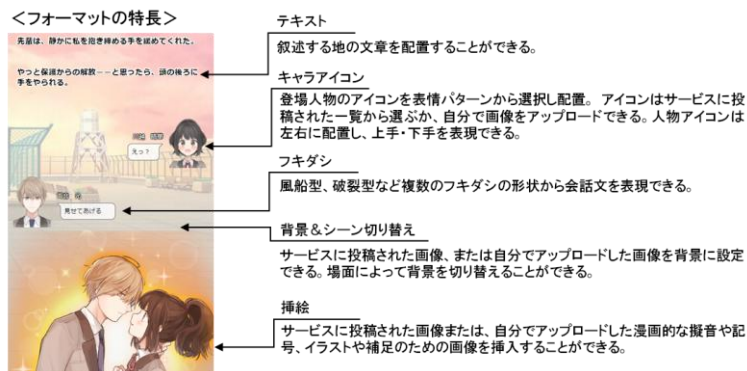 ＜フォーマットの特長＞
先輩は、静かに私を抱き締める手を緩めてくれた。
やっと保護からの解放――と思ったら、頭の後ろに
手をやられる。
えっ？
見せてあげる
テキスト
叙述する地の文章を配置することができる。
キャラアイコン
登場人物のアイコンを表情パターンから選択し配置。 アイコンはサービスに投
稿された一覧から選ぶか、自分で画像をアップロードできる。人物アイコンは
左右に配置し、上手・下手を表現できる。
フキダシ
風船型、破裂型など複数のフキダシの形状から会話文を表現できる。
背景＆シーン切り替え
サービスに投稿された画像、または自分でアップロードした画像を背景に設定
できる。場面によって背景を切り替えることができる。
挿絵
サービスに投稿された画像または、自分でアップロードした漫画的な擬音や記
号、イラストや補足のための画像を挿入することができる。